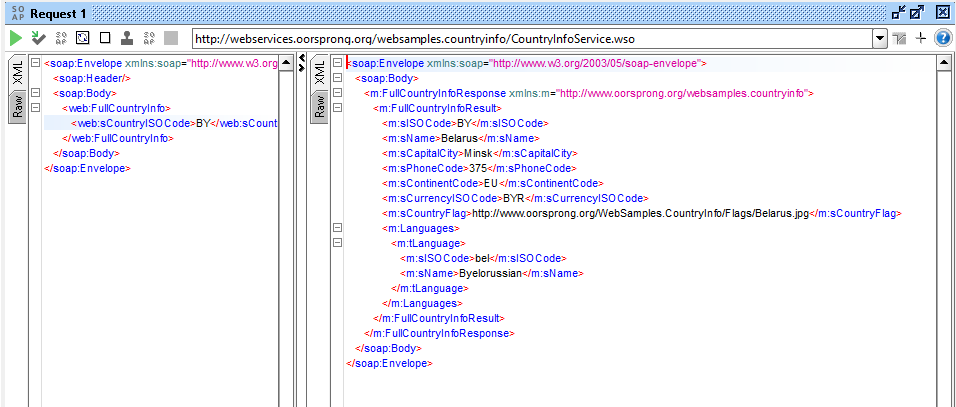 SO
AP
Request 1
http://webservices.oorsprong.org/websamples.countryinfo/CountryInfoService.wso
SO
AP
SO
AP
?
XML
Raw
<soap:Envelope xmlns:soap="http://www.w3.org
<soap:Header/>
<soap:Body>
<web:FullCountryInfo>
<web:sCountryISOCode>BY</web:sCount
</web:FullCountryInfo>
</soap:Body>
</soap:Envelope>
XML
Raw
<soap:Envelope xmlns:soap="http://www.w3.org/2003/05/soap-envelope">
<soap:Body>
<m:FullCountryInfoResponse xmlns:m="http://www.oorsprong.org/websamples.countryinfo">
<m:FullCountryInfoResult>
<m:sISOCode>BY</m:sISOCode>
<m:sName>Belarus</m:sName>
<m:sCapitalCity>Minsk</m:sCapitalCity>
<m:sPhoneCode>375</m:sPhoneCode>
<m:sContinentCode>EU</m:sContinentCode>
<m:sCurrencyISOCode>BYR</m:sCurrencyISOCode>
<m:sCountryFlag>http://www.oorsprong.org/WebSamples.CountryInfo/Flags/Belarus.jpg</m:sCountryFlag>
<m:Languages>
<m:tLanguage>
<m:sISOCode>bel</m:sISOCode>
<m:sName>Byelorussian</m:sName>
</m:tLanguage>
</m:Languages>
</m:FullCountryInfoResult>
</m:FullCountryInfoResponse>
</soap:Body>
</soap:Envelope>